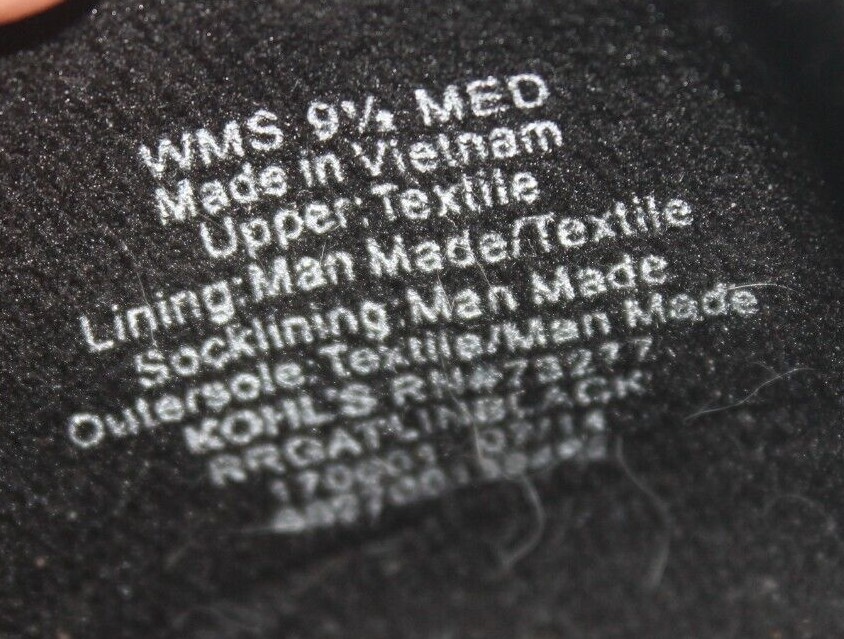 WMS 9½ MED
Made in Vietnam
Upper:Textile
Lining:Man Made/Textile
Socklining:Man Made
Outersole:Textile/Man Made
KOHL'S RN#73277
RRGATLINBLACK